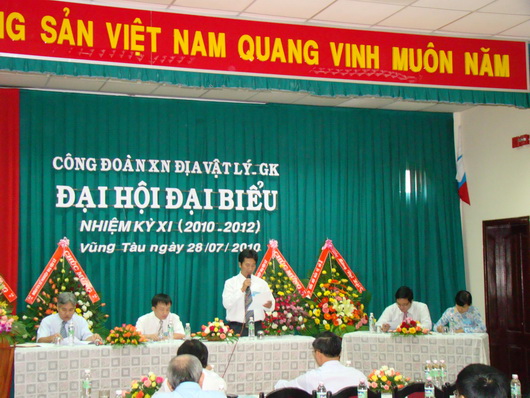 NG SẢN VIỆT NAM QUANG VINH MUÔN NĂM
CÔNG ĐOÀN XN ĐỊA VẬT LÝ-GK
ĐẠI HỘI ĐẠI BIỂU
NHIỆM KỲ XI (2010-2012)
Vũng Tàu ngày 28/07/2010